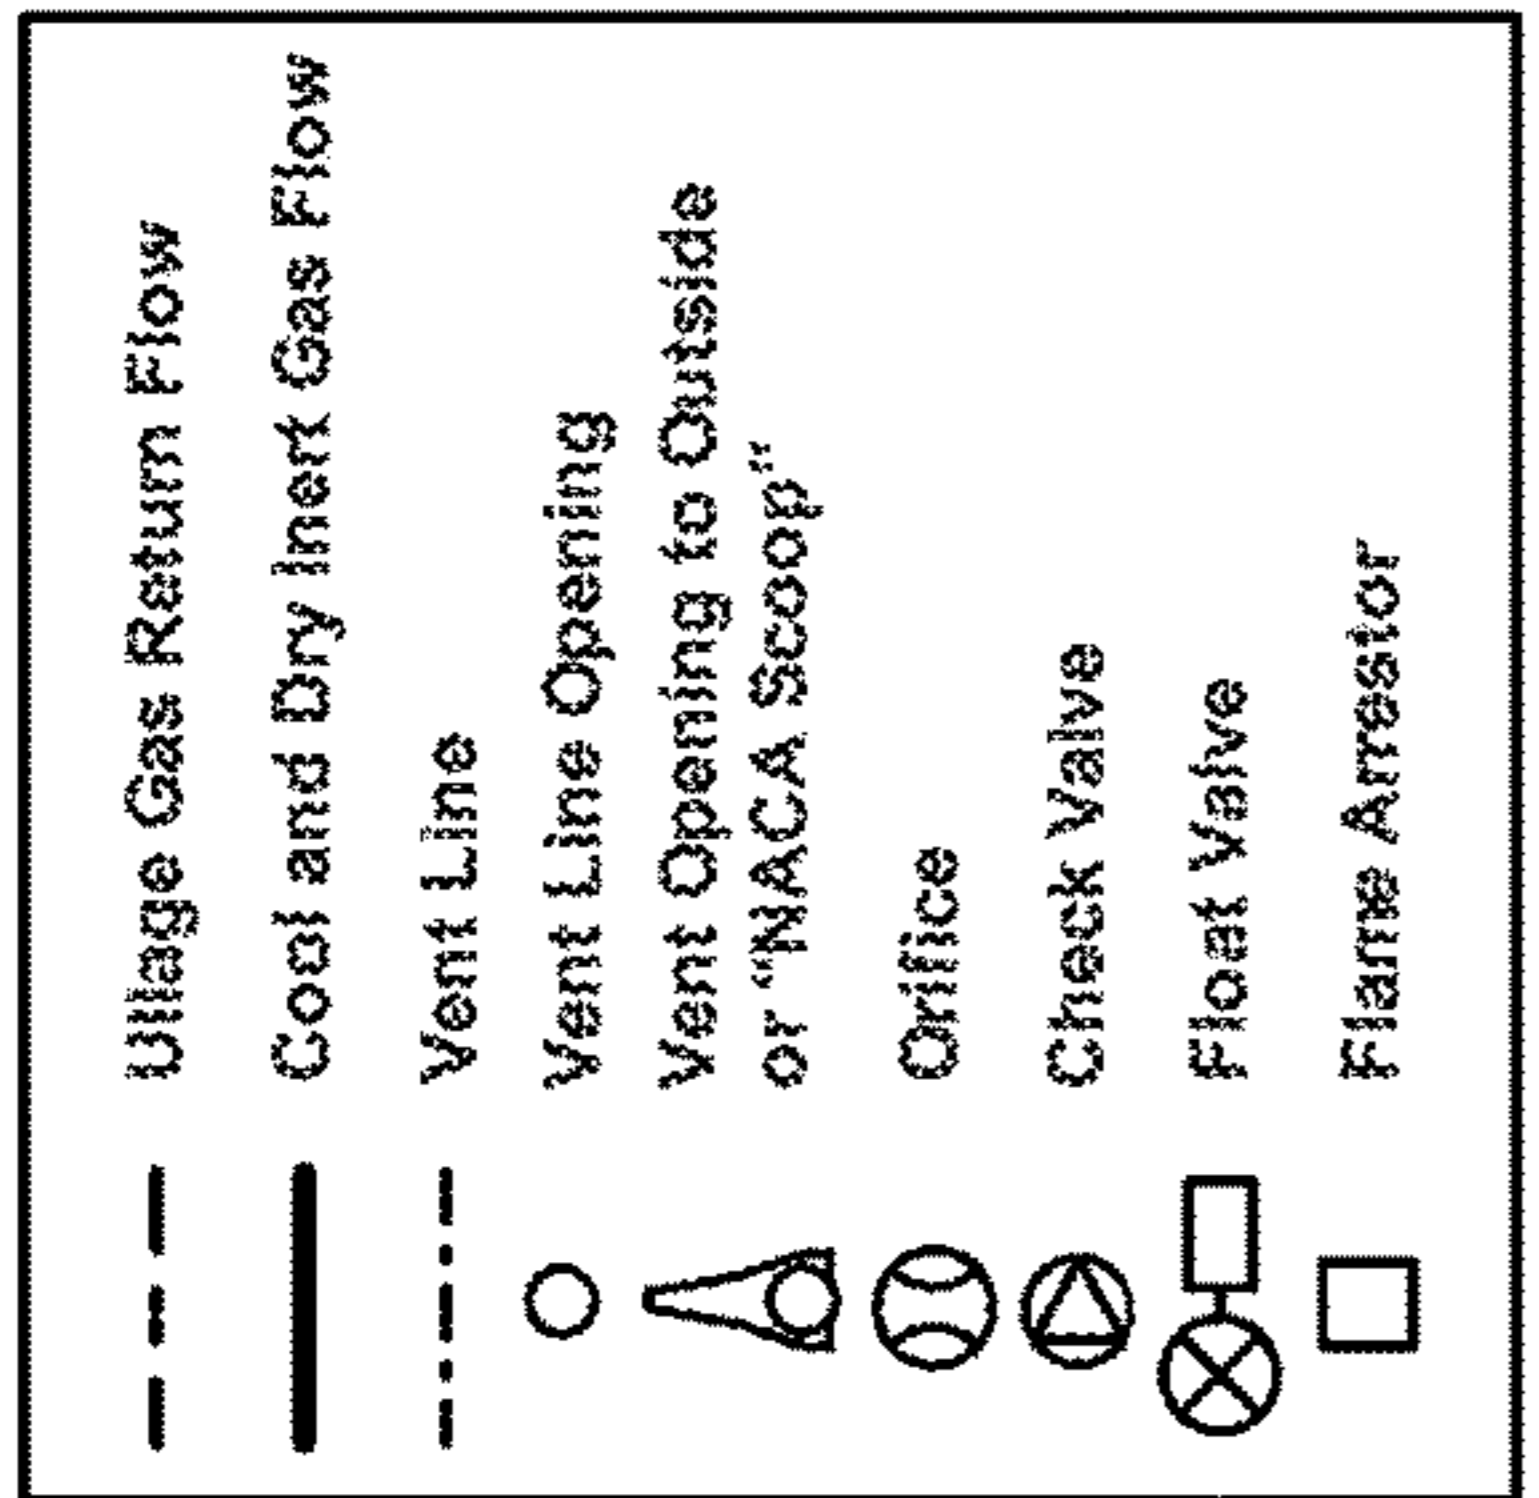 Ullage Gas Return Flow
Cool and Dry Inert Gas Flow
Vent Line
Vent Line Opening
Vent Opening to Outside
or "NACA Scoop"
Orifice
Check Valve
Float Valve
Flame Arrestor